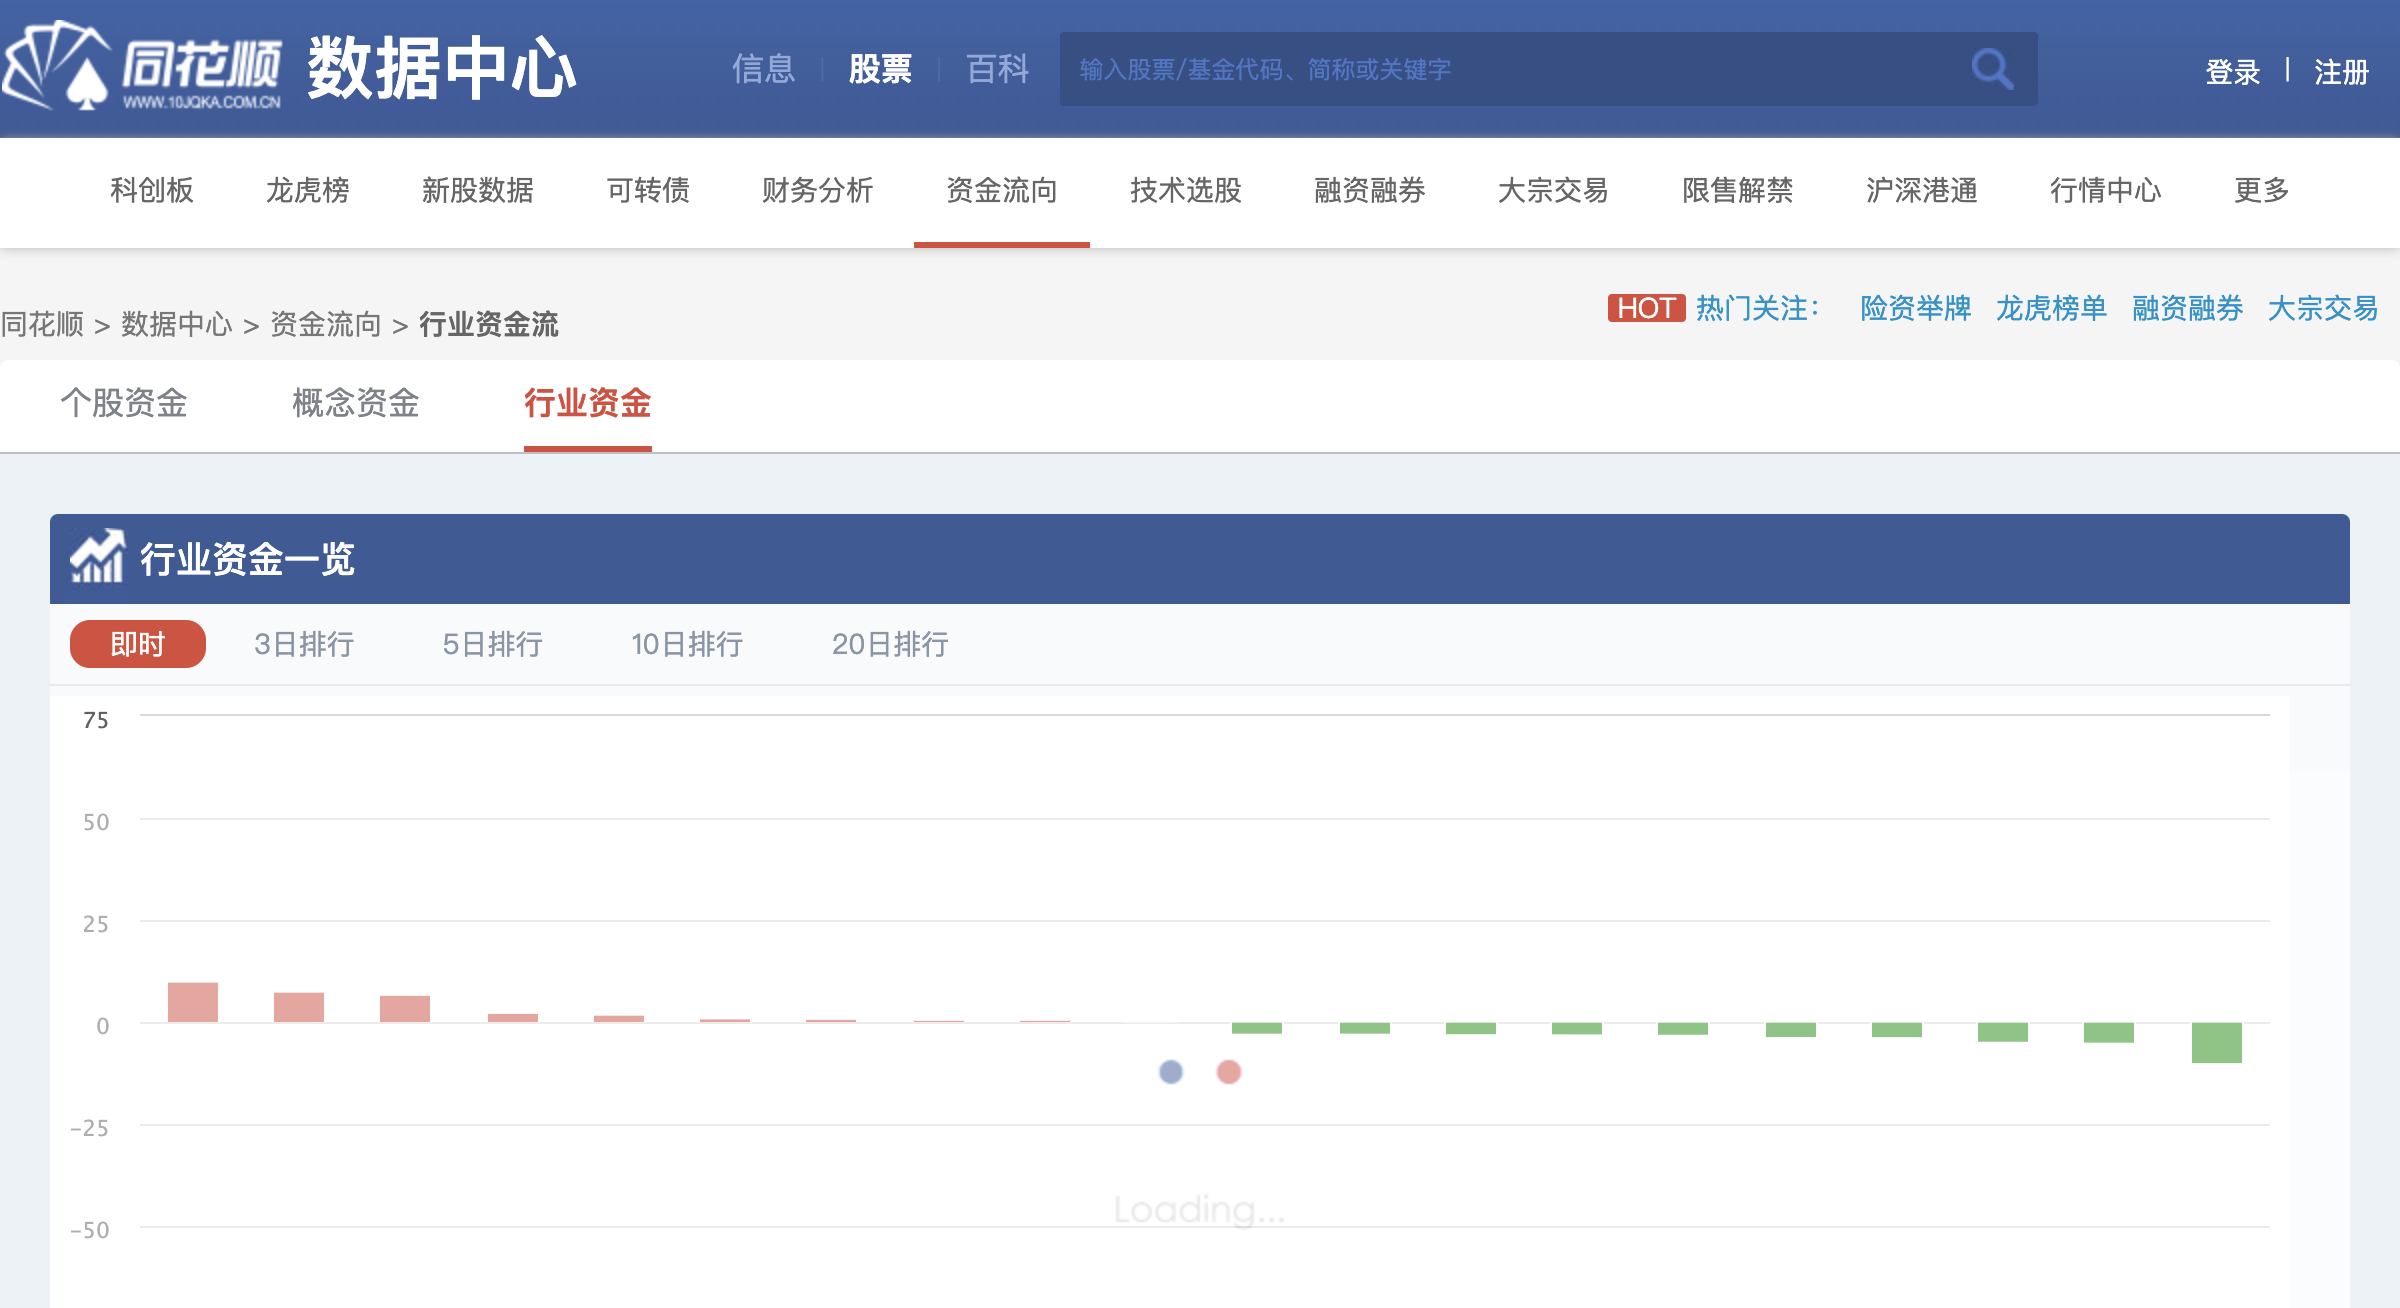 同花顺 数据中心 信息 股票 百科 输入股票/基金代码、简称或关键字 登录 | 注册
WWW.10JQKA.COM.CN
科创板 龙虎榜 新股数据 可转债 财务分析 资金流向 技术选股 融资融券 大宗交易 限售解禁 沪深港通 行情中心 更多
HOT 热门关注： 险资举牌 龙虎榜单 融资融券 大宗交易
同花顺 > 数据中心 > 资金流向 > 行业资金流
个股资金 概念资金 行业资金
行业资金一览
即时 3日排行 5日排行 10日排行 20日排行
75
50
25
0
-25
Loading...
-50